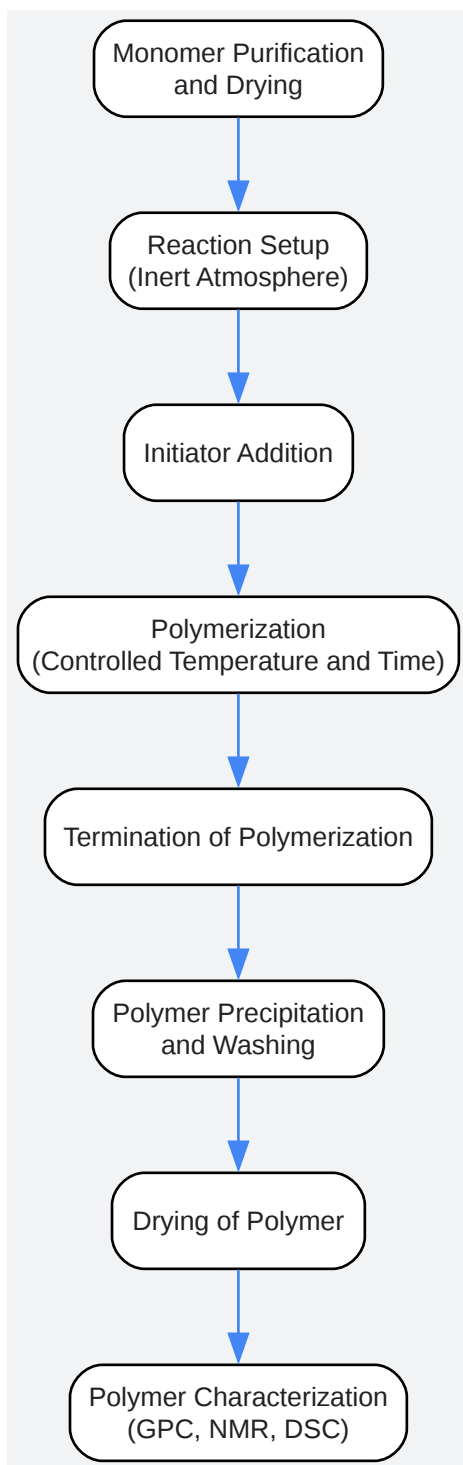 Monomer Purification
and Drying
Reaction Setup
(Inert Atmosphere)
Initiator Addition
Polymerization
(Controlled Temperature and Time)
Termination of Polymerization
Polymer Precipitation
and Washing
Drying of Polymer
Polymer Characterization
(GPC, NMR, DSC)